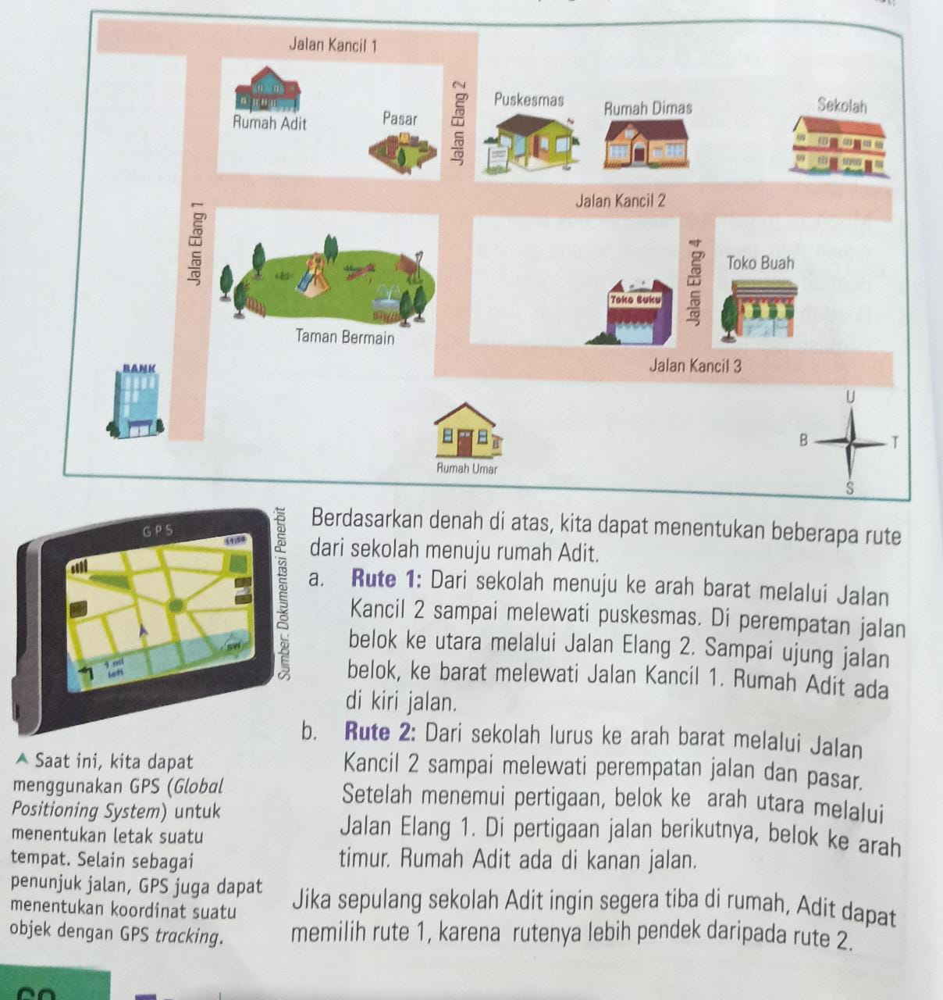 Jalan Kancil 1
Rumah Adit
Pasar
Jalan Elang 2
Puskesmas
Rumah Dimas
Sekolah
Jalan Kancil 2
Jalan Elang 1
Taman Bermain
Toko Buku
Jalan Elang 4
Toko Buah
Jalan Kancil 3
BANK
Rumah Umar
U
B
T
S
GPS
11:59
1 mi
left
SW
Sumber: Dokumentasi Penerbit
Saat ini, kita dapat
menggunakan GPS (Global
Positioning System) untuk
menentukan letak suatu
tempat. Selain sebagai
penunjuk jalan, GPS juga dapat
menentukan koordinat suatu
objek dengan GPS tracking.
Berdasarkan denah di atas, kita dapat menentukan beberapa rute
dari sekolah menuju rumah Adit.
a. Rute 1: Dari sekolah menuju ke arah barat melalui Jalan
Kancil 2 sampai melewati puskesmas. Di perempatan jalan
belok ke utara melalui Jalan Elang 2. Sampai ujung jalan
belok, ke barat melewati Jalan Kancil 1. Rumah Adit ada
di kiri jalan.
b. Rute 2: Dari sekolah lurus ke arah barat melalui Jalan
Kancil 2 sampai melewati perempatan jalan dan pasar.
Setelah menemui pertigaan, belok ke arah utara melalui
Jalan Elang 1. Di pertigaan jalan berikutnya, belok ke arah
timur. Rumah Adit ada di kanan jalan.
Jika sepulang sekolah Adit ingin segera tiba di rumah, Adit dapat
memilih rute 1, karena rutenya lebih pendek daripada rute 2.